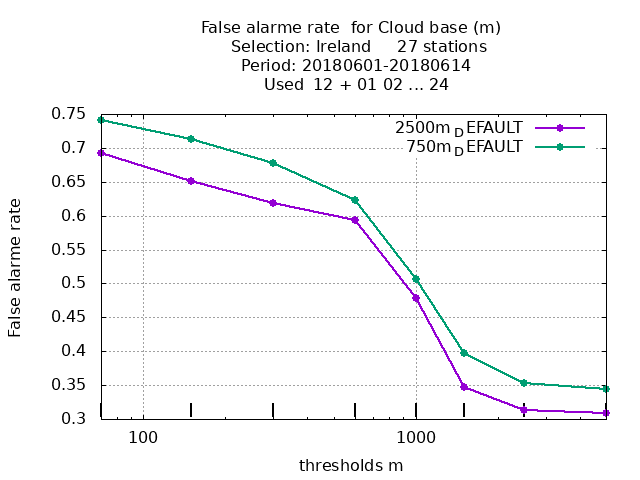 False alarme rate  for Cloud base (m)
Selection: Ireland     27 stations
Period: 20180601-20180614
Used  12 + 01 02 ... 24
0.75
0.7
0.65
0.6
0.55
0.5
0.45
0.4
0.35
0.3
False alarme rate
2500m_DEFAULT
750m_DEFAULT
100
1000
thresholds m